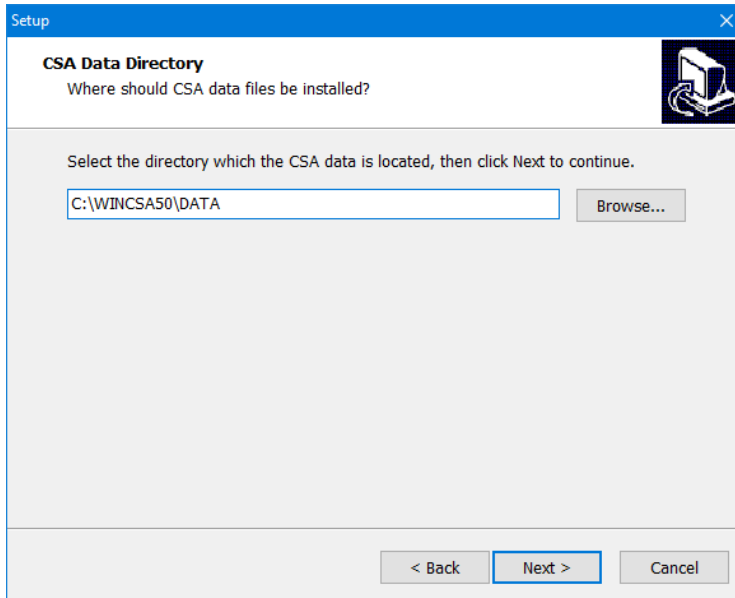 Setup
CSA Data Directory
Where should CSA data files be installed?
Select the directory which the CSA data is located, then click Next to continue.
C:\WINCSA50\DATA
Browse...
< Back
Next >
Cancel